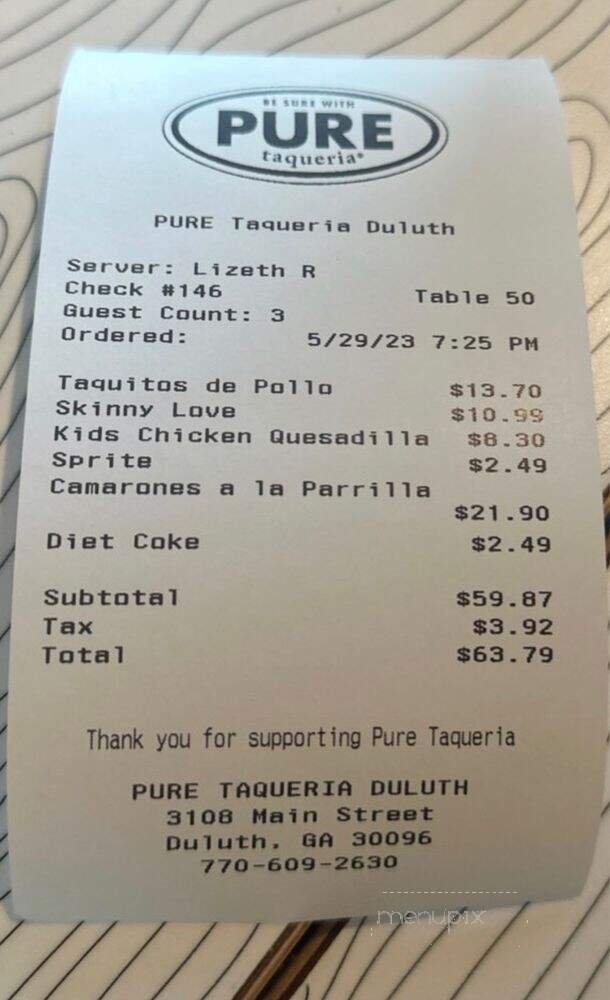 BE SURE WITH
PURE
taqueria®
PURE Taqueria Duluth
Server: Lizeth R
Check #146 Table 50
Guest Count: 3
Ordered: 5/29/23 7:25 PM
Taquitos de Pollo $13.70
Skinny Love $10.99
Kids Chicken Quesadilla $8.30
Sprite $2.49
Camarones a la Parrilla
$21.90
Diet Coke $2.49
Subtotal $59.87
Tax $3.92
Total $63.79
Thank you for supporting Pure Taqueria
PURE TAQUERIA DULUTH
3108 Main Street
Duluth, GA 30096
770-609-2630
menupix